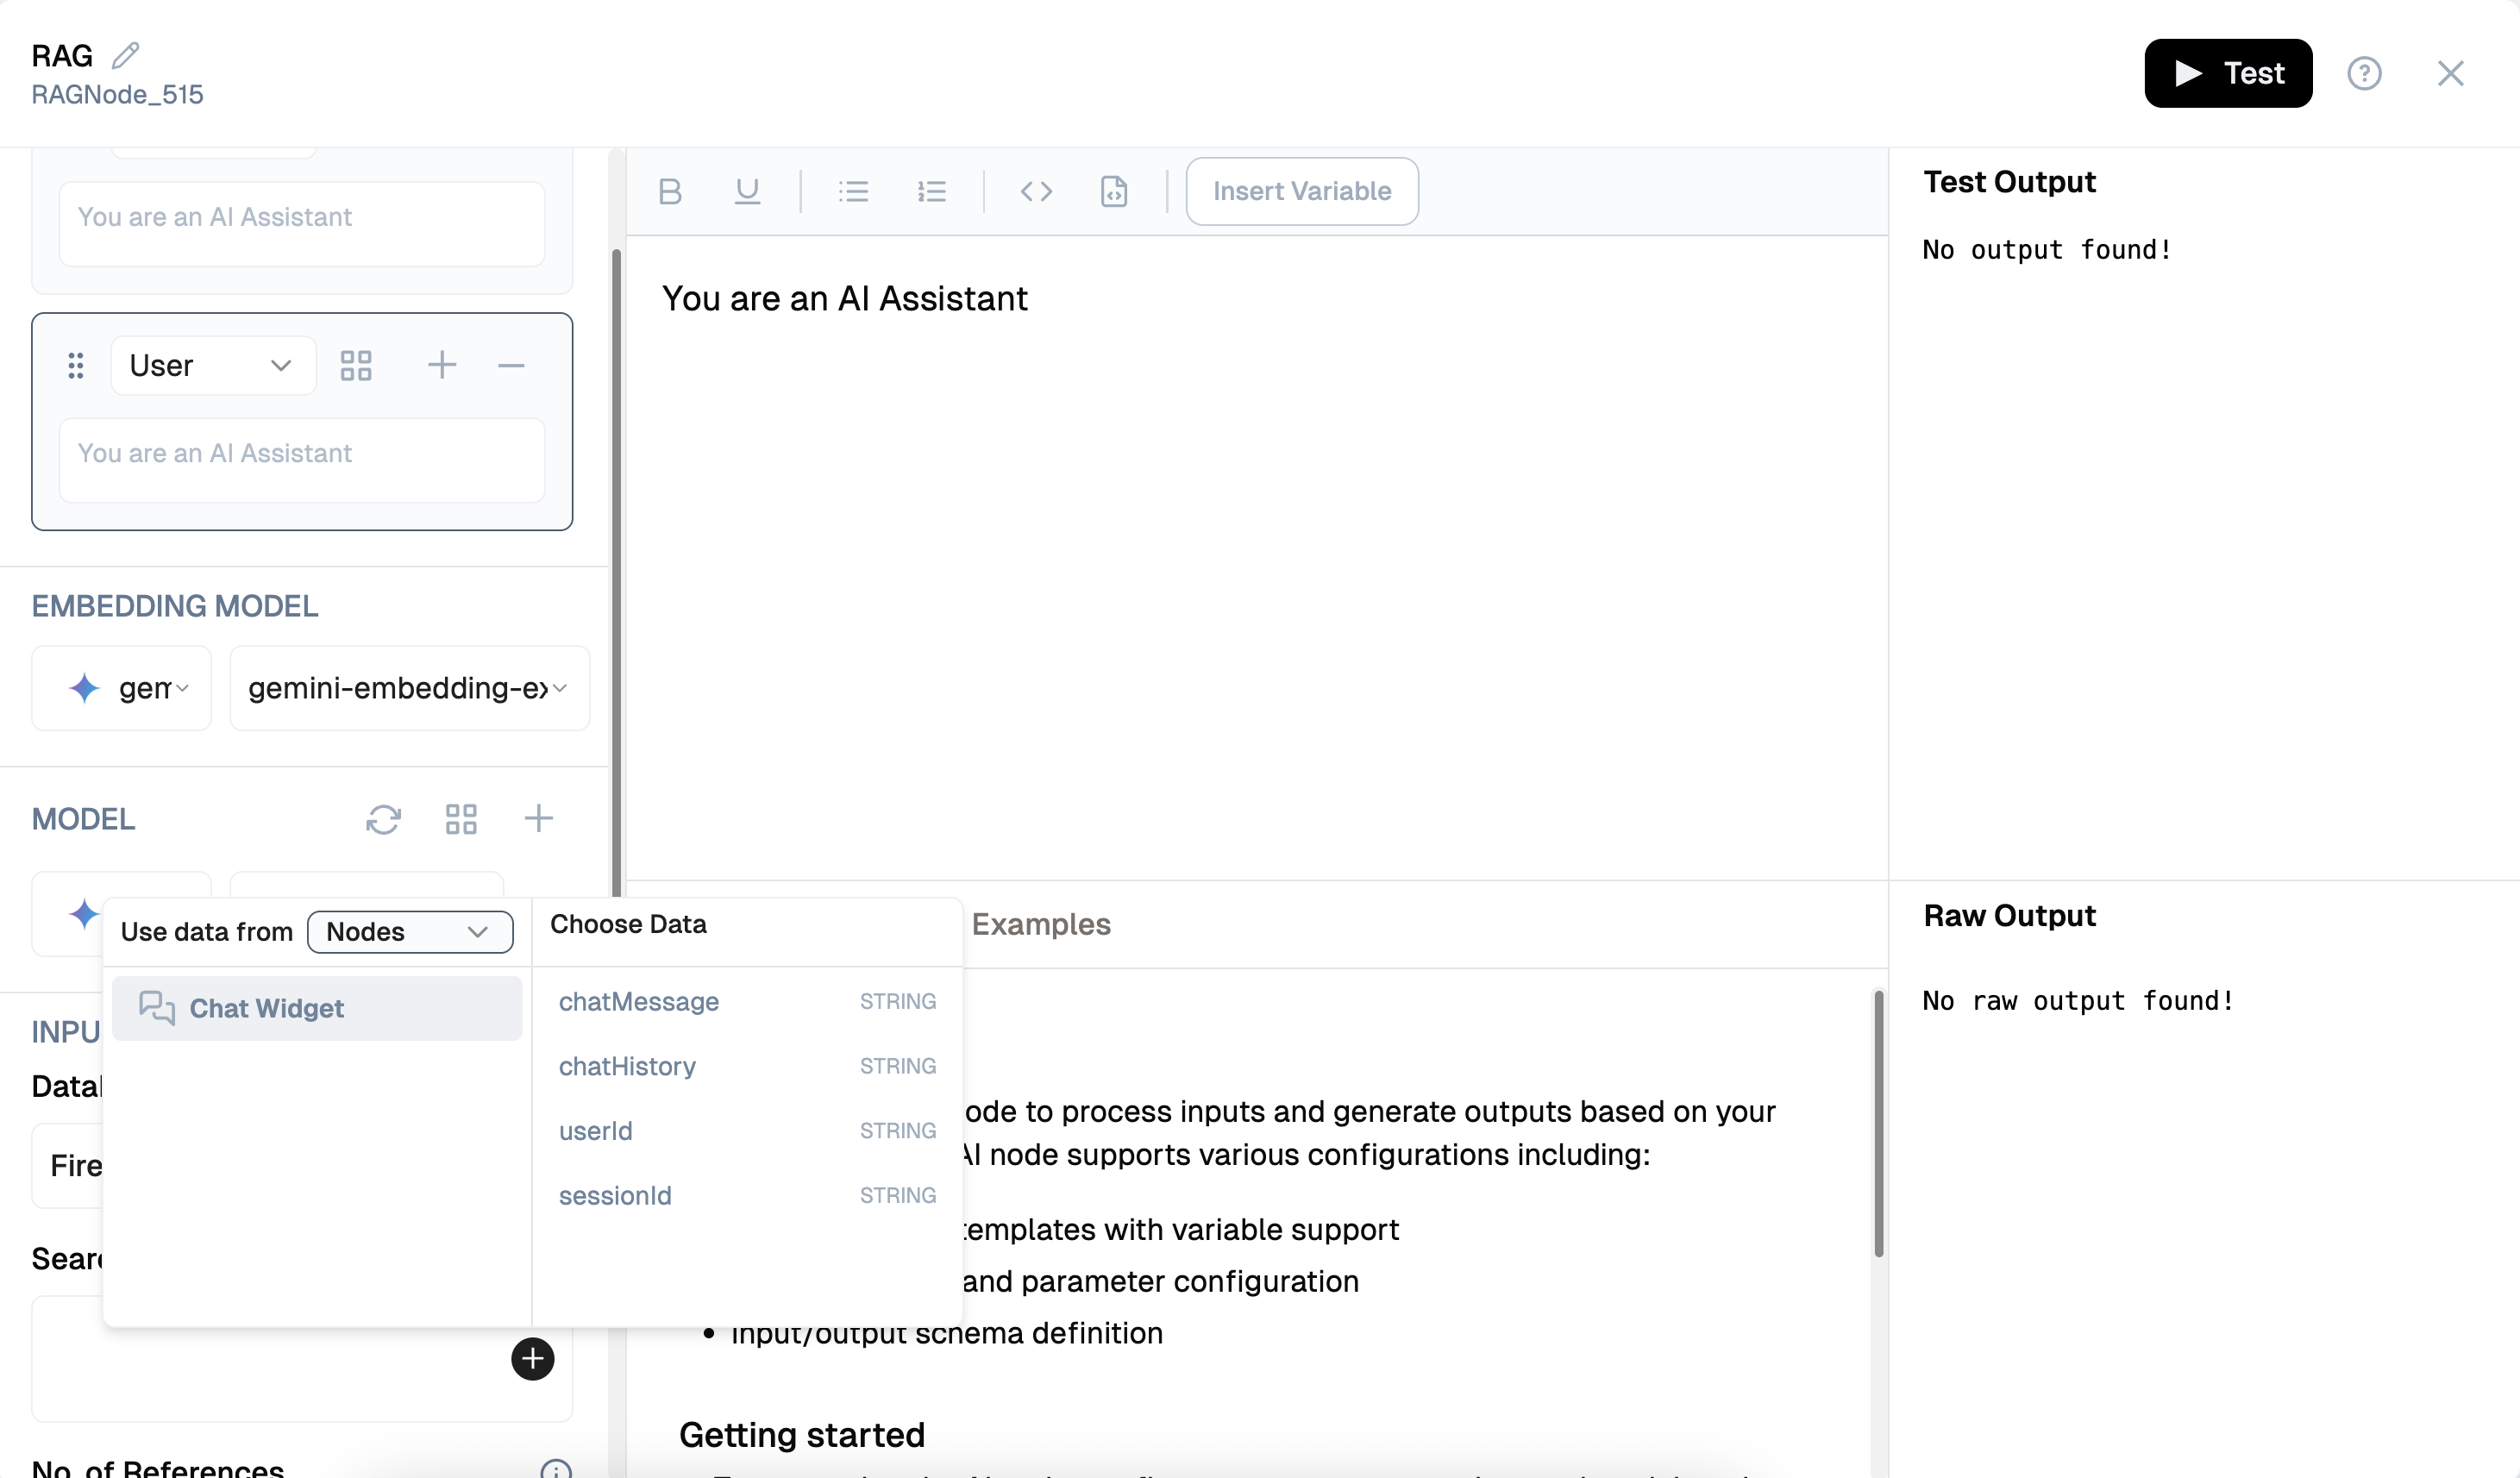 RAG
RAGNode_515
Test
You are an AI Assistant
User
You are an AI Assistant
EMBEDDING MODEL
gem
gemini-embedding-ex
MODEL
Use data from Nodes
Chat Widget
Choose Data
chatMessage STRING
chatHistory STRING
userId STRING
sessionId STRING
INPU
Datal
Fire
Sear
No. of References
Insert Variable
You are an AI Assistant
Examples
ode to process inputs and generate outputs based on your
AI node supports various configurations including:
templates with variable support
and parameter configuration
• Input/output schema definition
Getting started
Test Output
No output found!
Raw Output
No raw output found!